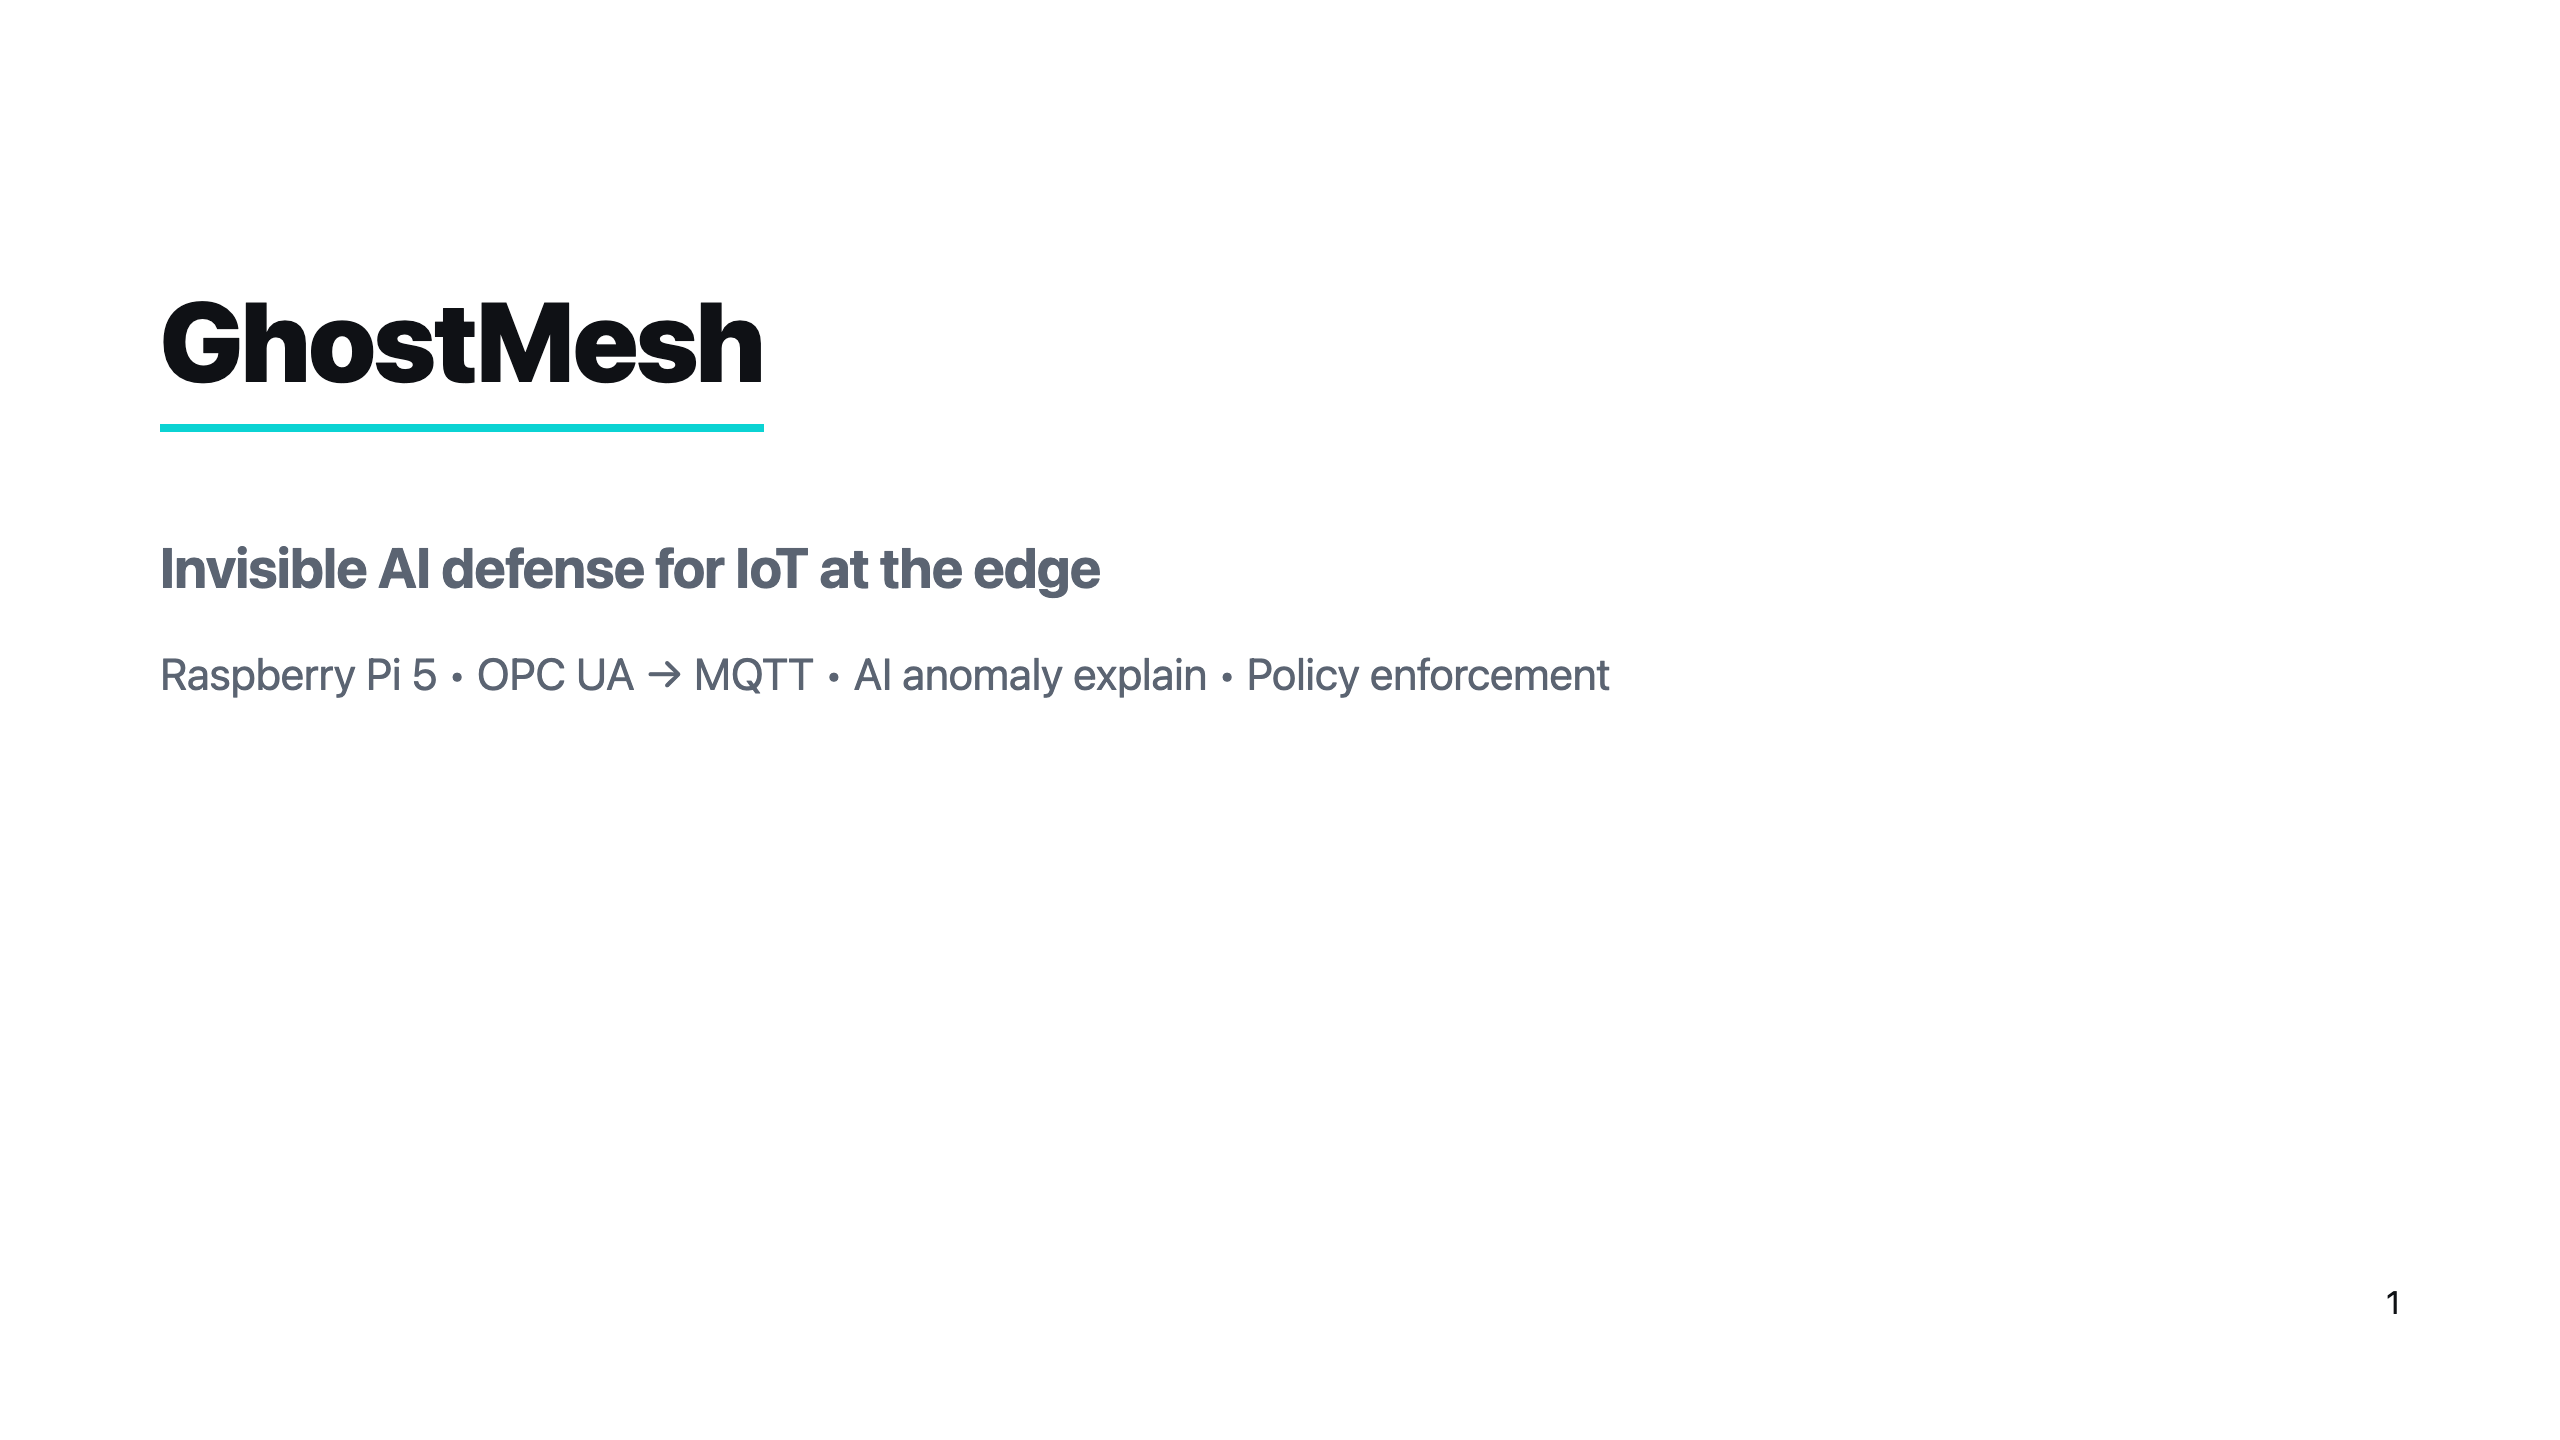 GhostMesh
Invisible AI defense for IoT at the edge
Raspberry Pi 5 • OPC UA → MQTT • AI anomaly explain • Policy enforcement
1